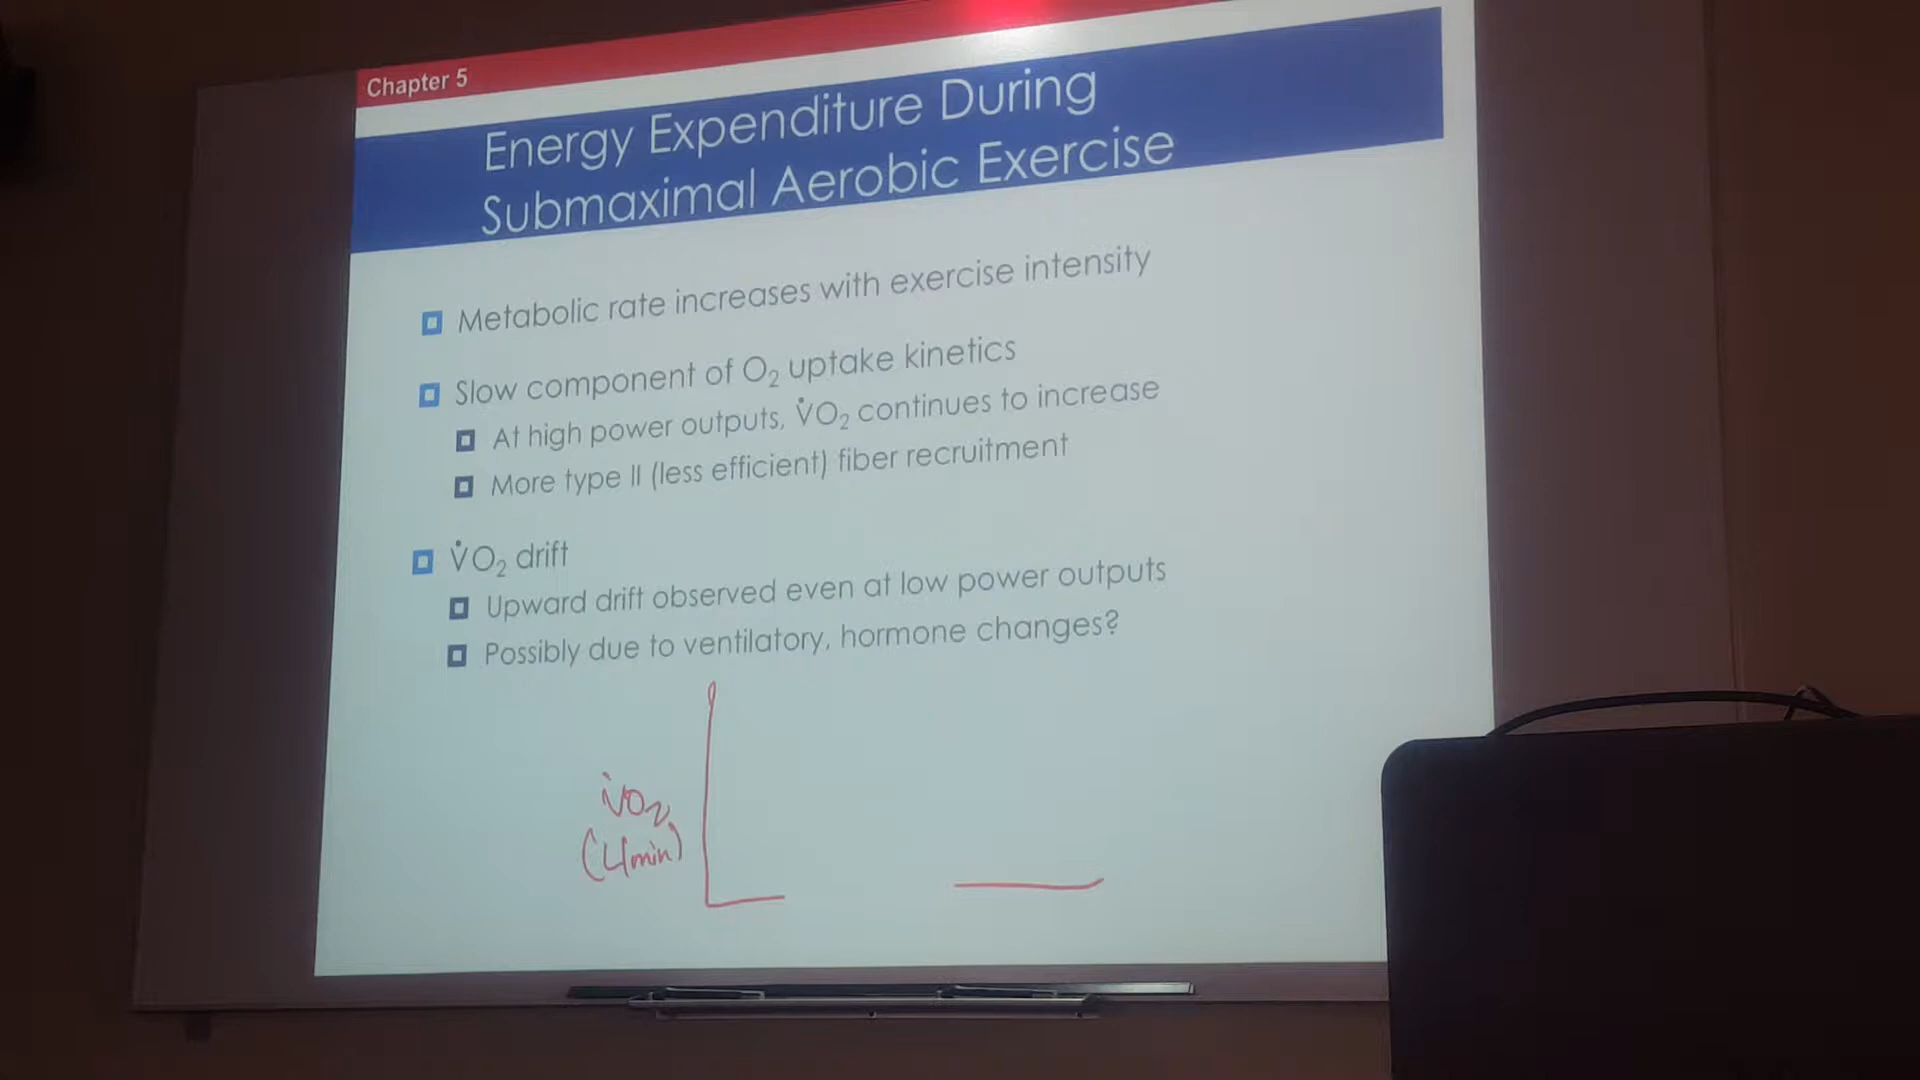 Chapter 5
Energy Expenditure During
Submaximal Aerobic Exercise
Metabolic rate increases with exercise intensity
Slow component of O₂ uptake kinetics
At high power outputs, V̇O₂ continues to increase
More type II (less efficient) fiber recruitment
V̇O₂ drift
Upward drift observed even at low power outputs
Possibly due to ventilatory, hormone changes?
V̇O₂
(L/min)